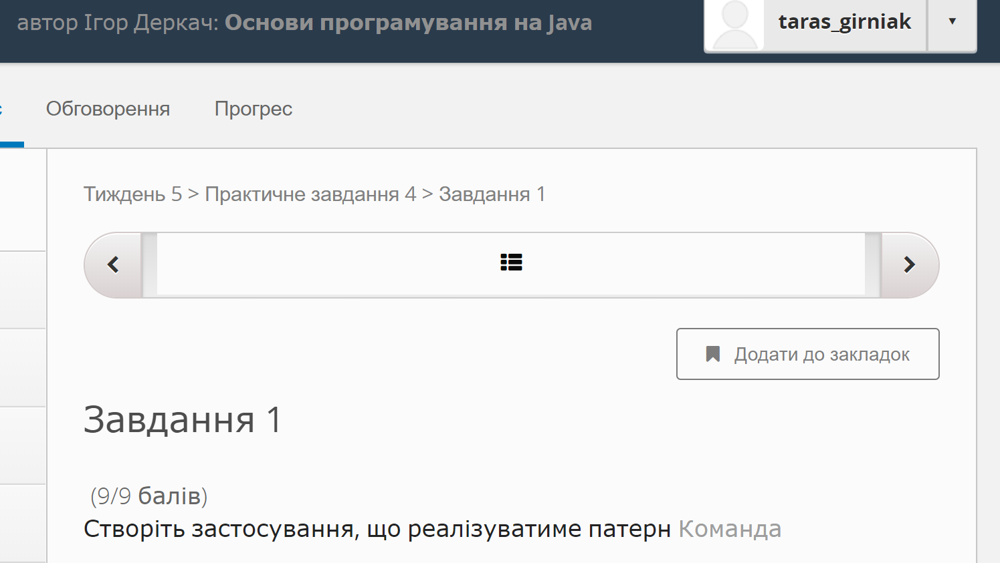 автор Ігор Деркач: Основи програмування на Java
taras_girniak
Обговорення Прогрес
Тиждень 5 > Практичне завдання 4 > Завдання 1
Додати до закладок
Завдання 1
(9/9 балів)
Створіть застосування, що реалізуватиме патерн Команда